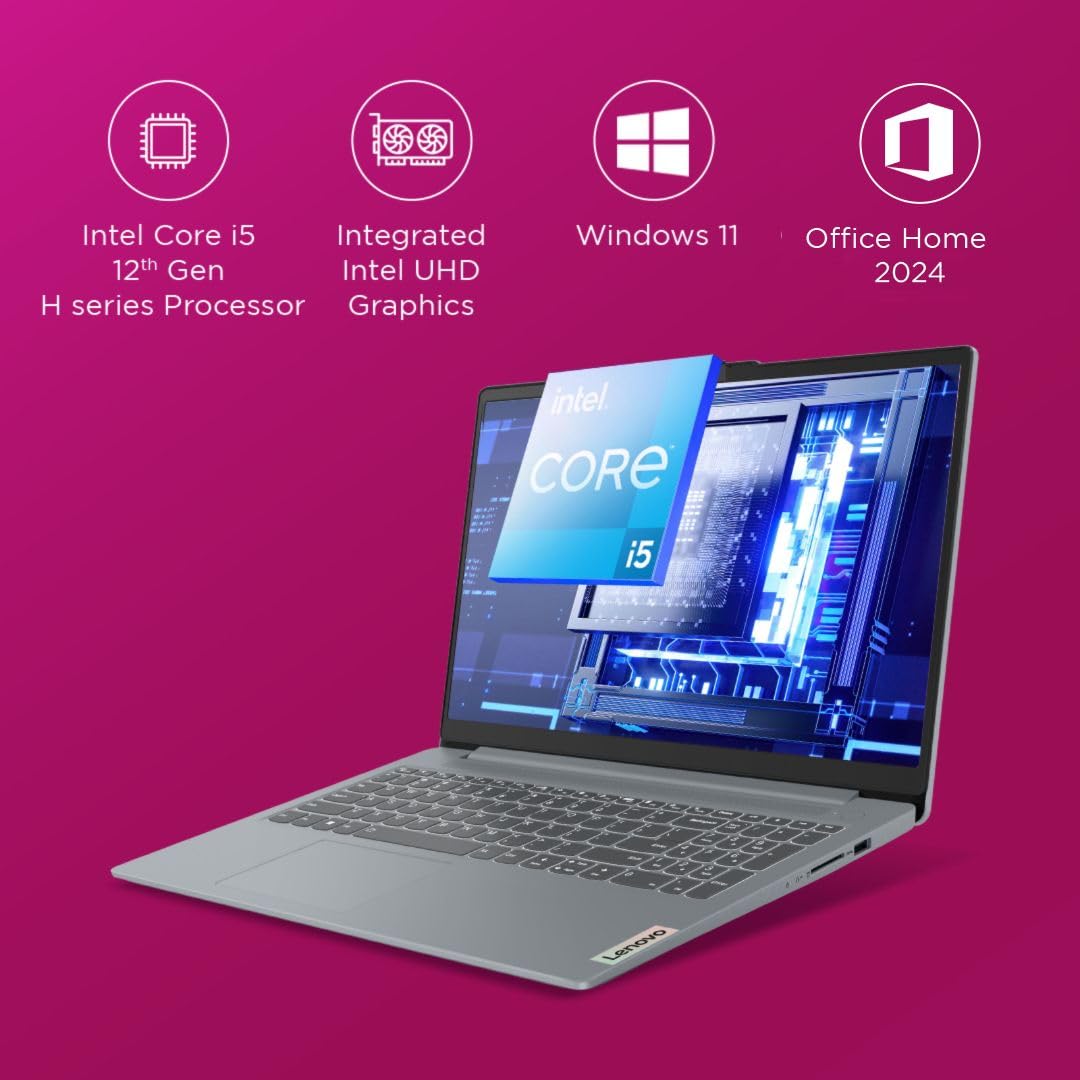 Intel Core i5
12th Gen
H series Processor
Integrated
Intel UHD
Graphics
Windows 11
Office Home
2024
intel.
CORE™
i5
Lenovo